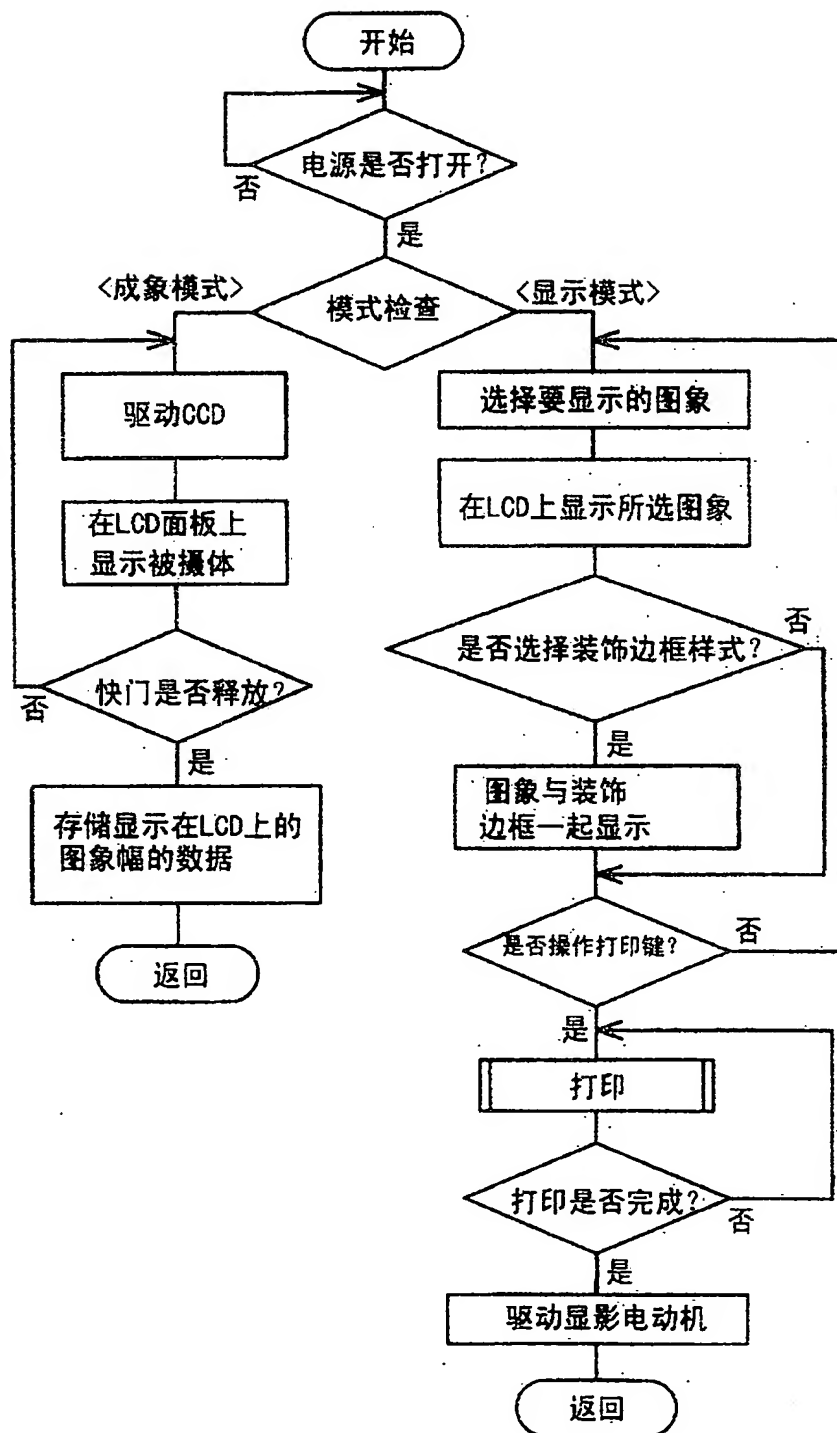 开始
电源是否打开?
否
是
<成象模式>
模式检查
<显示模式>
驱动CCD
在LCD面板上
显示被摄体
快门是否释放?
否
是
存储显示在LCD上的
图象幅的数据
返回
选择要显示的图象
在LCD上显示所选图象
是否选择装饰边框样式?
否
是
图象与装饰
边框一起显示
是否操作打印键?
否
是
打印
打印是否完成?
否
是
驱动显影电动机
返回